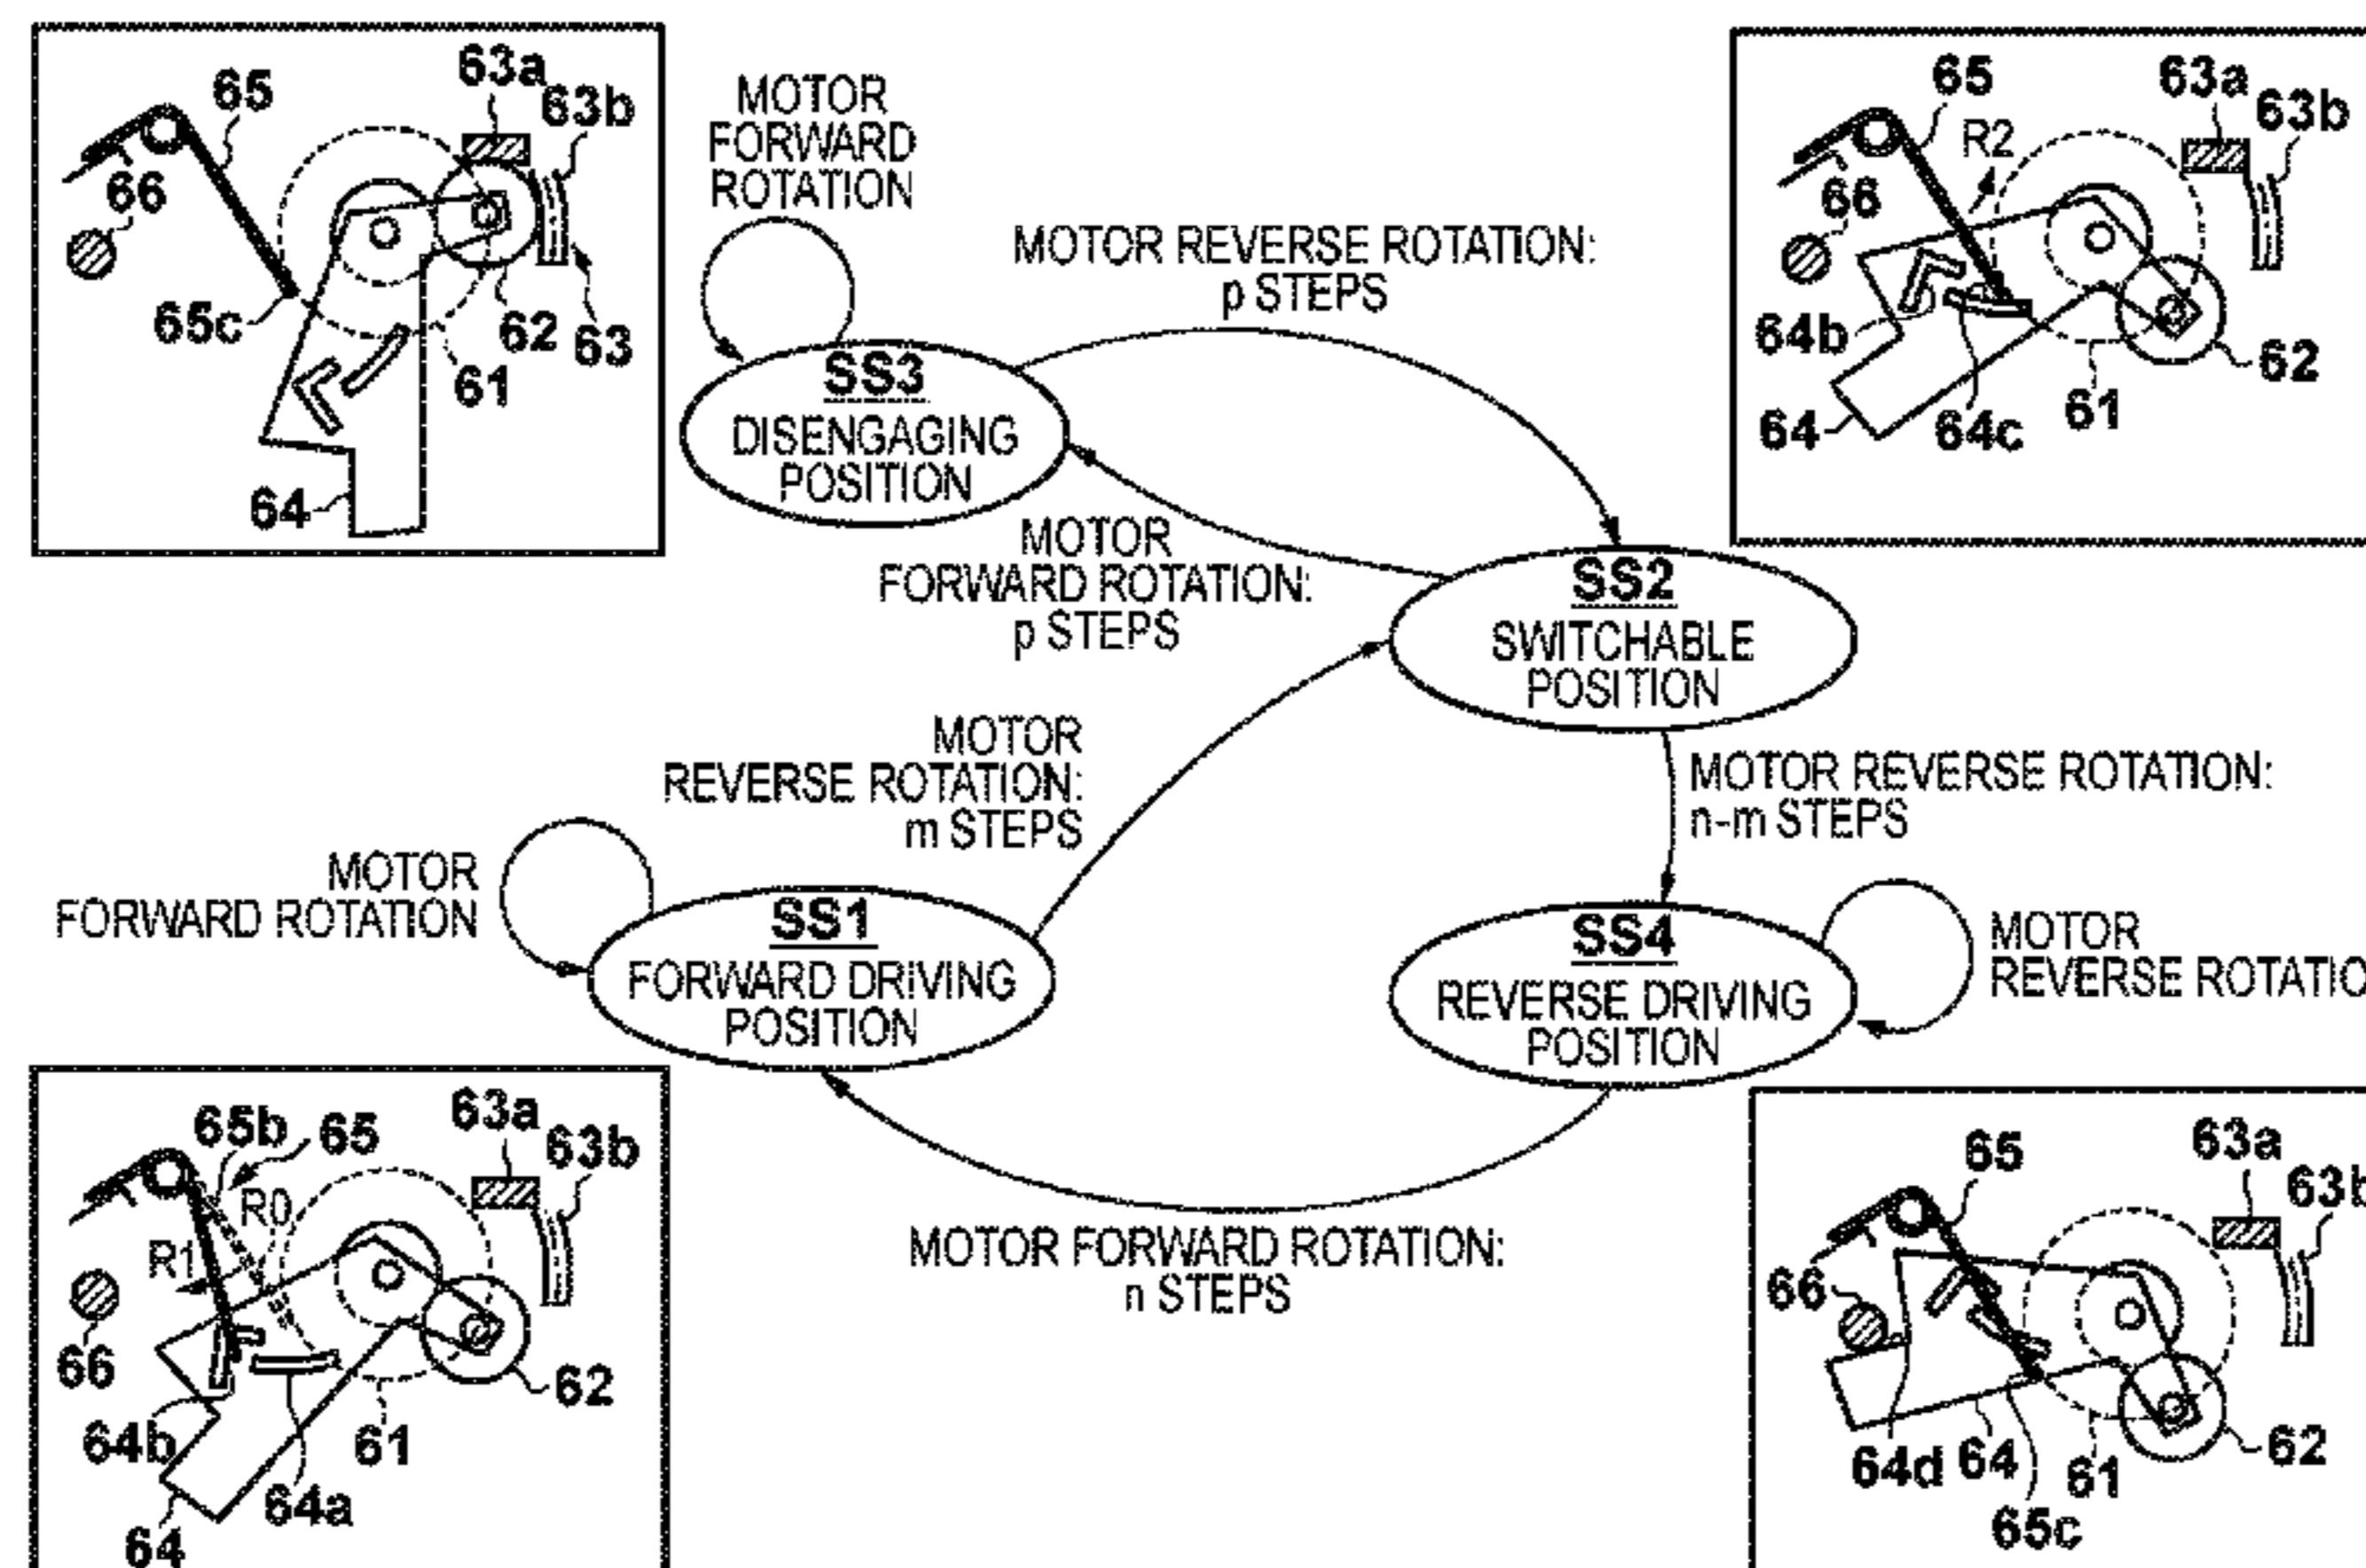 63a
65
63b
66
65c
62
63
61
64
MOTOR
FORWARD
ROTATION
MOTOR REVERSE ROTATION:
p STEPS
65
63a
R2
63b
66
64b
62
61
64
64c
SS3
DISENGAGING
POSITION
MOTOR
FORWARD ROTATION:
p STEPS
SS2
SWITCHABLE
POSITION
MOTOR
REVERSE ROTATION:
m STEPS
MOTOR REVERSE ROTATION:
n-m STEPS
MOTOR
FORWARD ROTATION
SS1
FORWARD DRIVING
POSITION
SS4
REVERSE DRIVING
POSITION
MOTOR
REVERSE ROTATIO
MOTOR FORWARD ROTATION:
n STEPS
65b
65
63a
63b
R0
R1
66
62
64b
61
64a
64
65
63a
63b
66
64d
64
61
62
65c